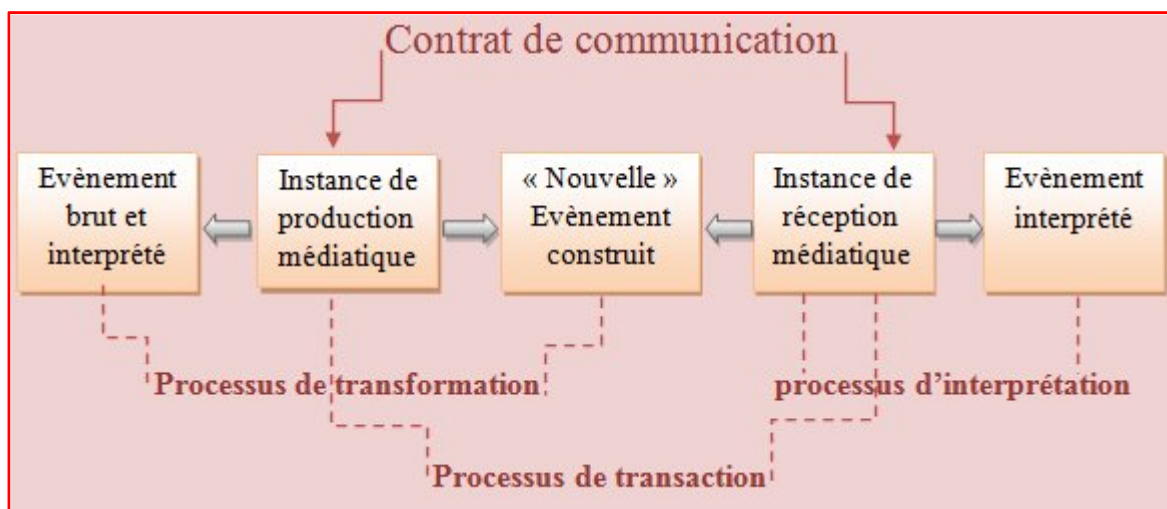 Contrat de communication
Evènement
brut et
interprété
Instance de
production
médiatique
« Nouvelle »
Evènement
construit
Instance de
réception
médiatique
Evènement
interprété
Processus de transformation
processus d’interprétation
Processus de transaction